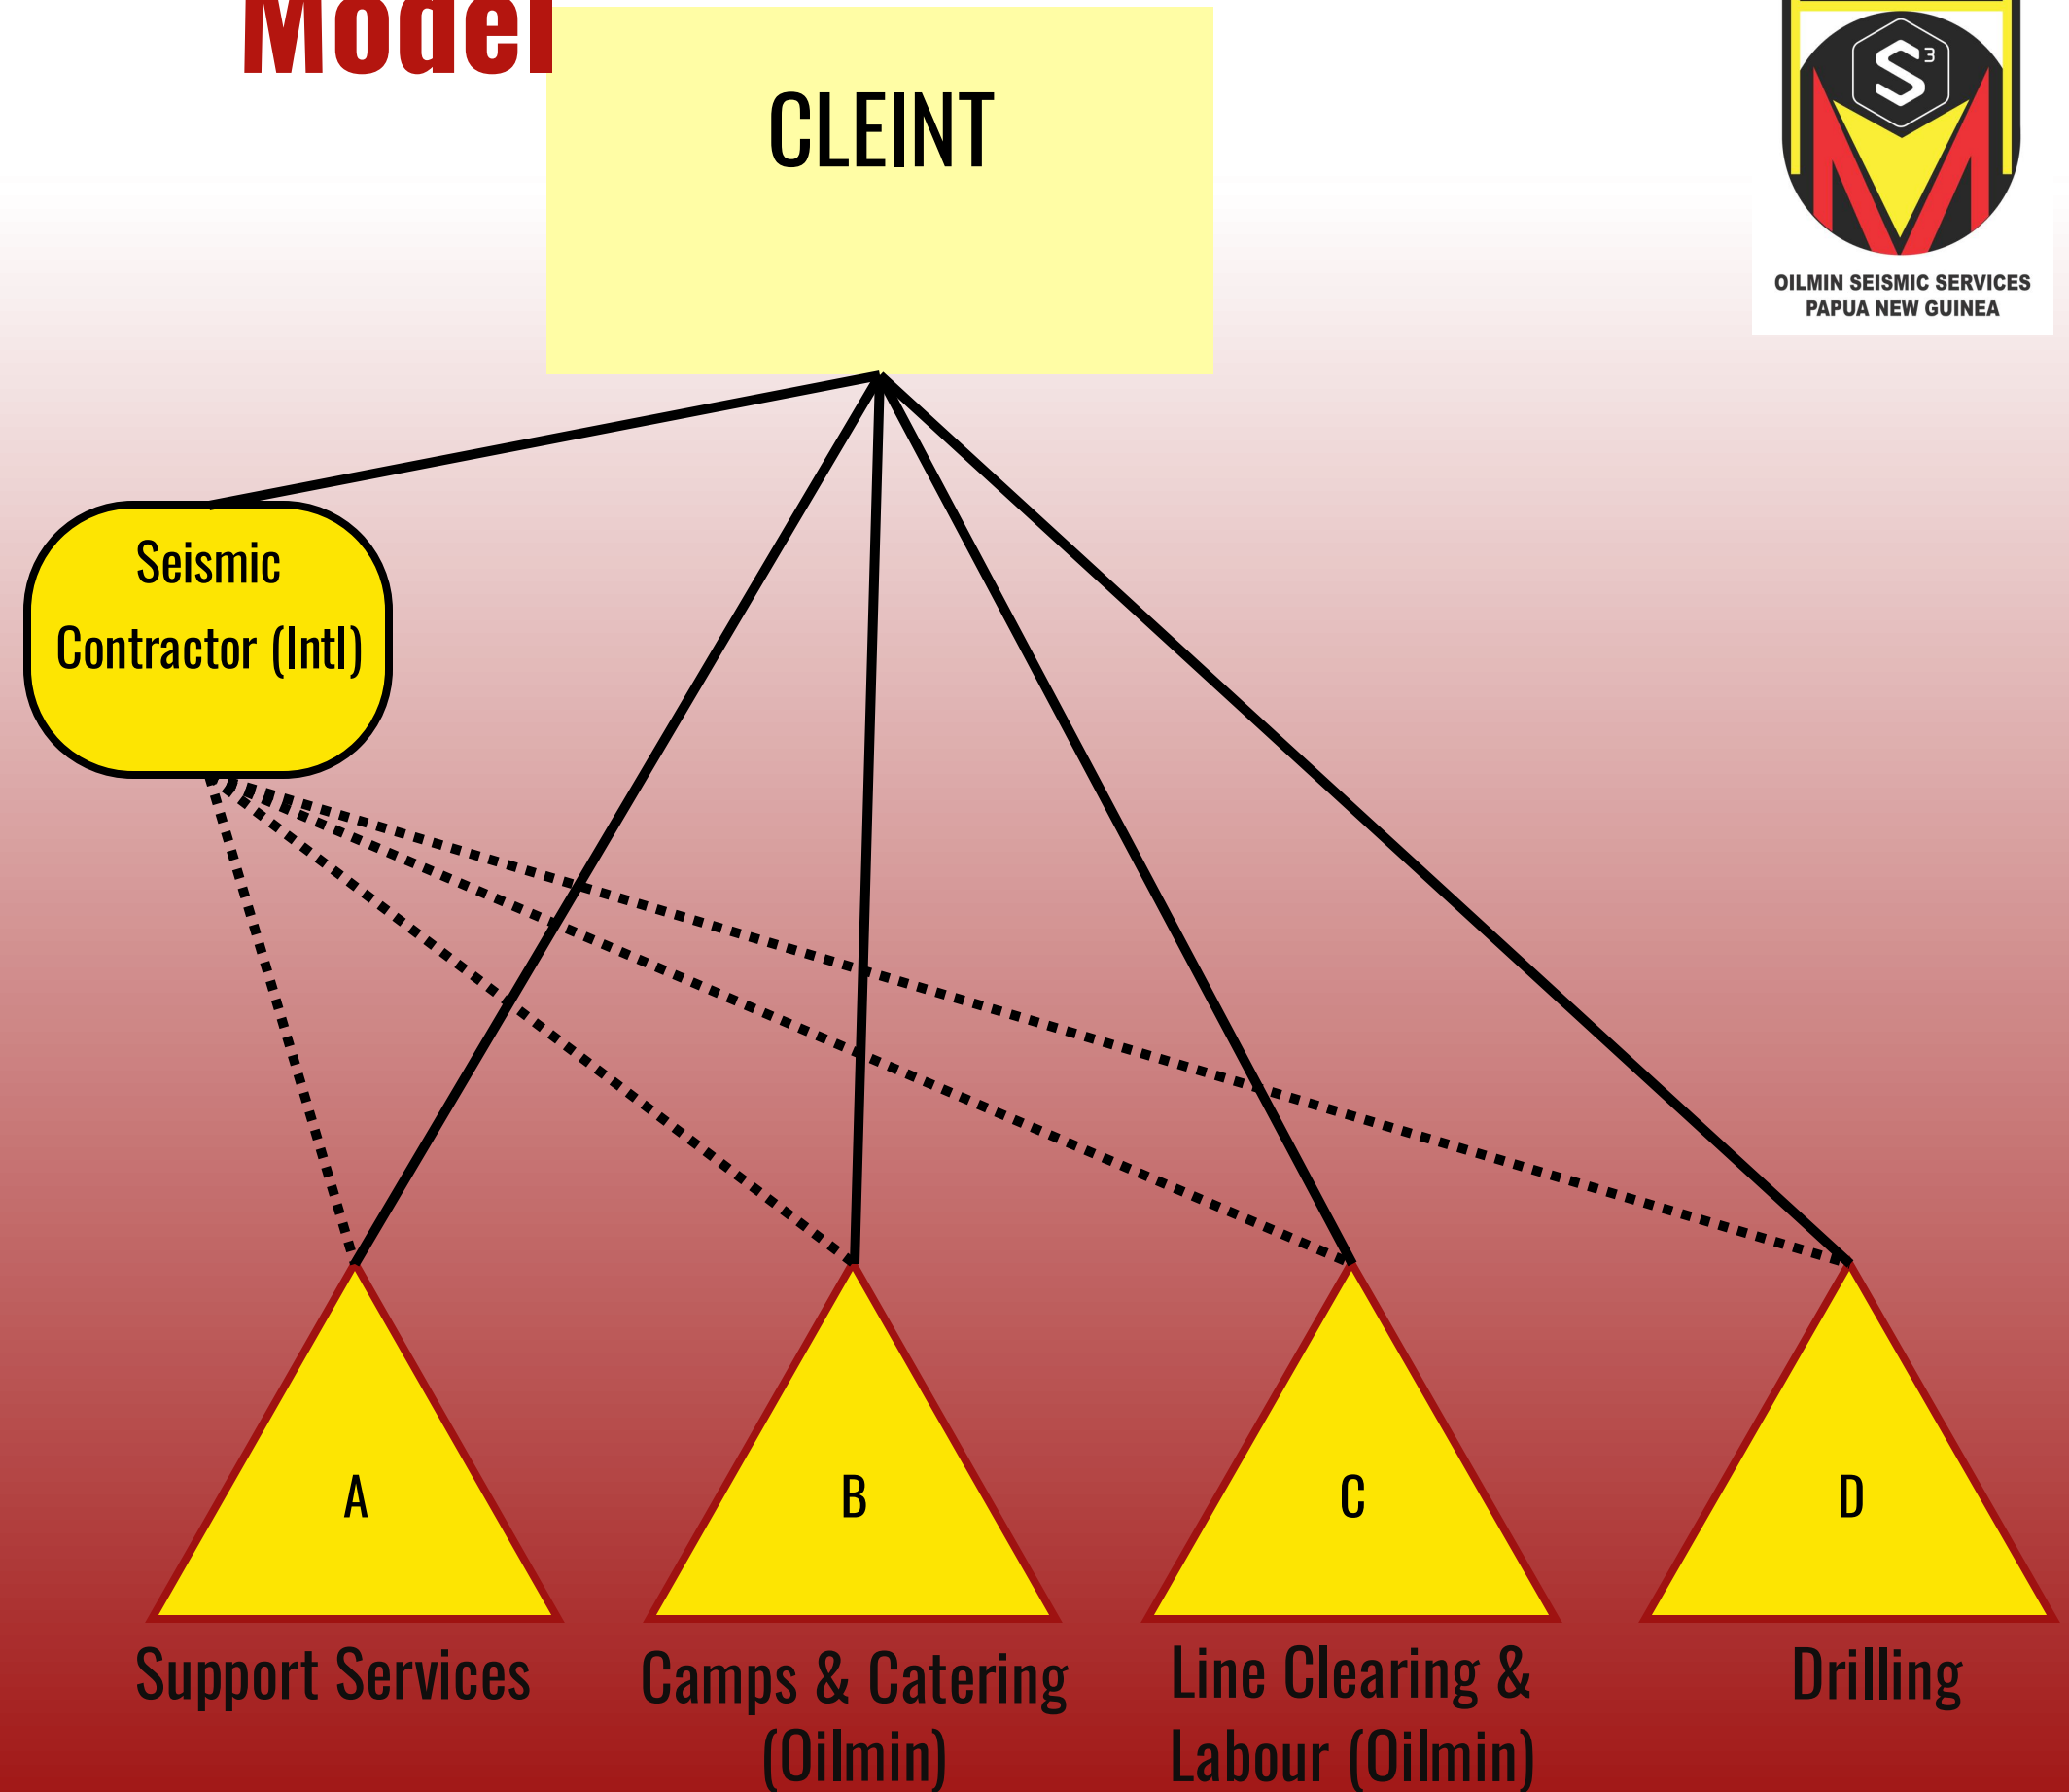 Model
CLEINT
S3
OILMIN SEISMIC SERVICES
PAPUA NEW GUINEA
Seismic
Contractor (Intl)
A
B
C
D
Support Services
Camps & Catering
(Oilmin)
Line Clearing &
Labour (Oilmin)
Drilling